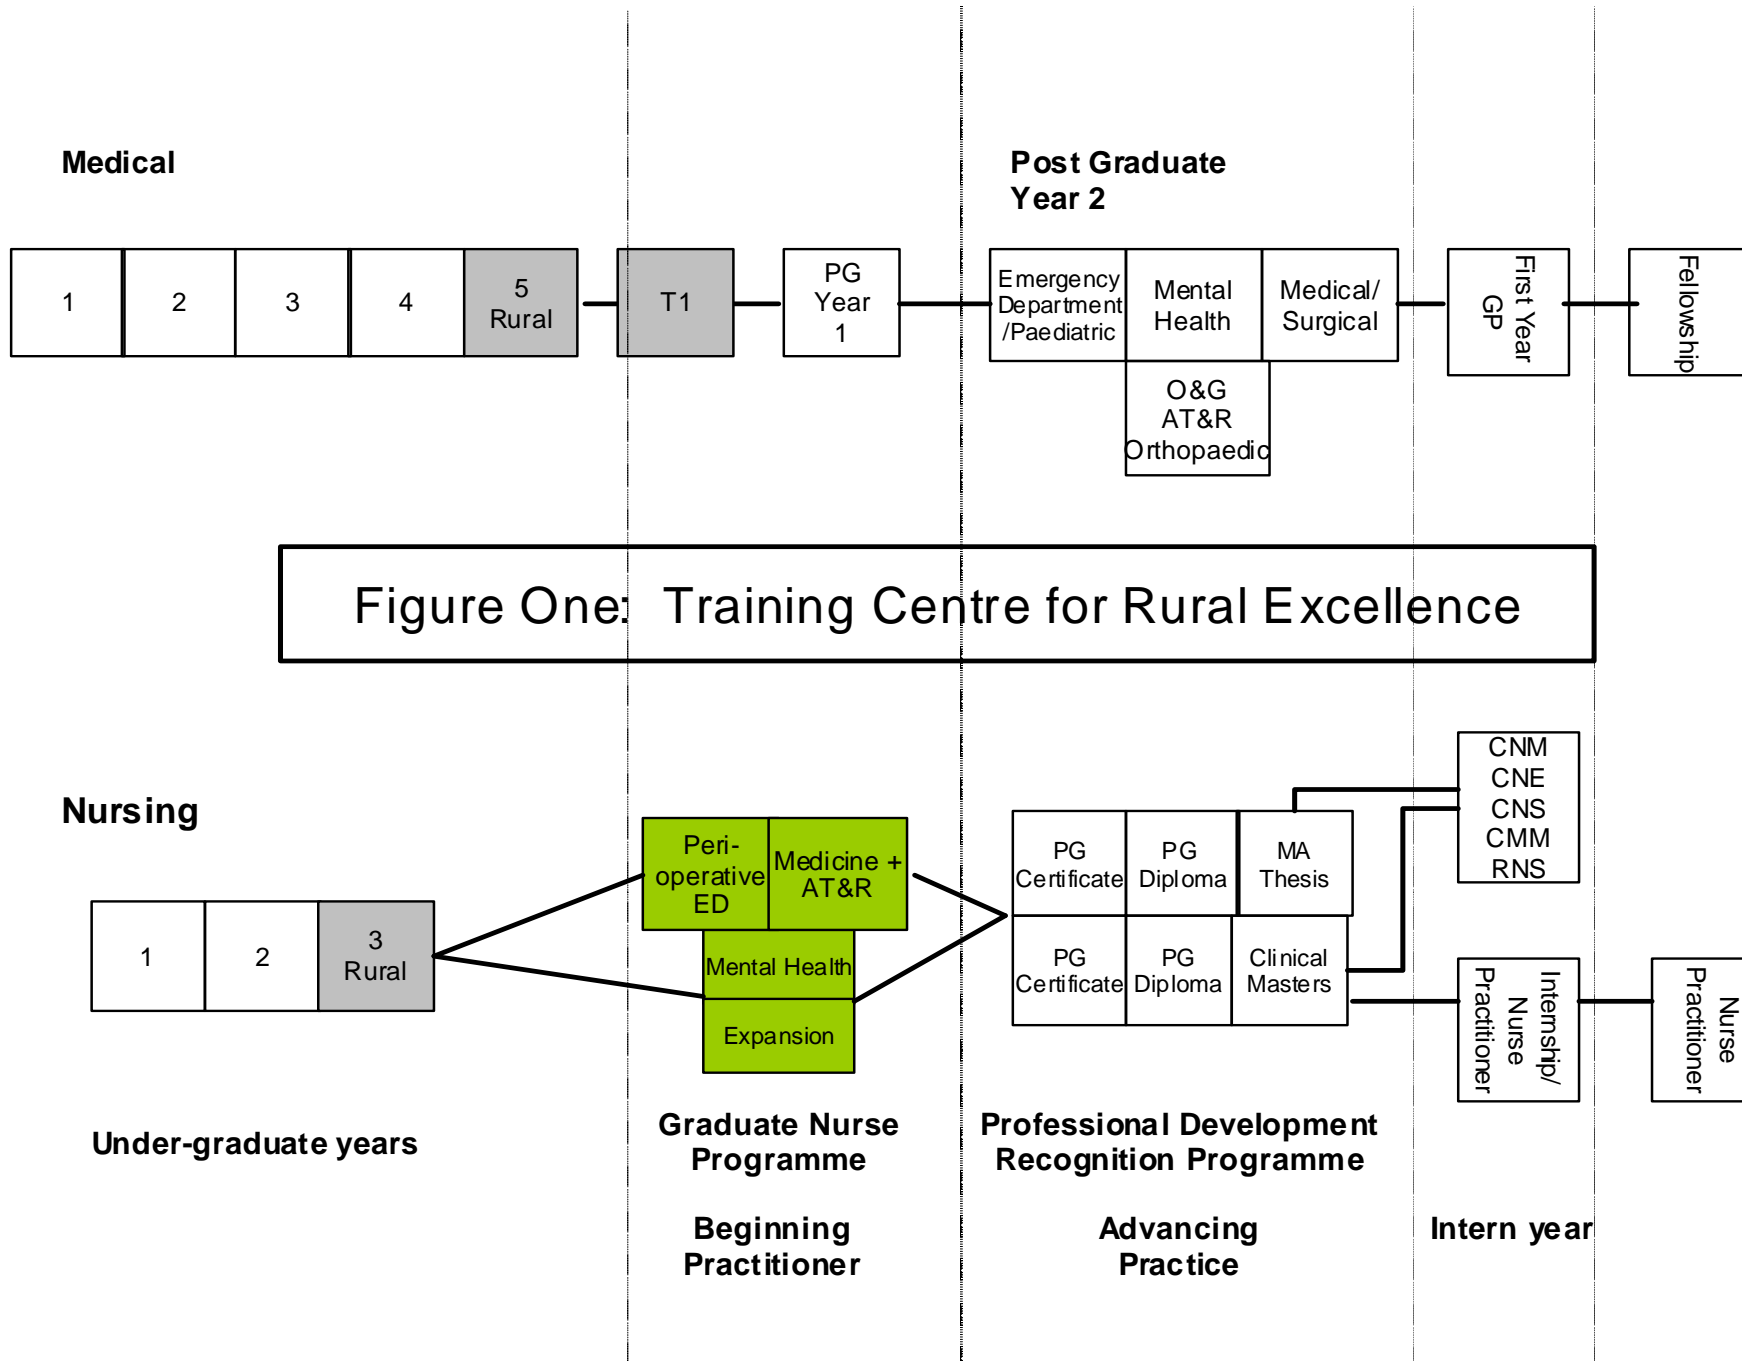 Medical
Post Graduate
Year 2
1
2
3
4
5
Rural
T1
PG
Year
1
Emergency
Department
/Paediatric
Mental
Health
Medical/
Surgical
O&G
AT&R
Orthopaedic
First Year
GP
Fellowship
Figure One: Training Centre for Rural Excellence
Nursing
1
2
3
Rural
Peri-
operative
ED
Medicine +
AT&R
Mental Health
Expansion
PG
Certificate
PG
Diploma
MA
Thesis
PG
Certificate
PG
Diploma
Clinical
Masters
CNM
CNE
CNS
CMM
RNS
Internship/
Nurse
Practitioner
Nurse
Practitioner
Under-graduate years
Graduate Nurse
Programme
Professional Development
Recognition Programme
Beginning
Practitioner
Advancing
Practice
Intern year